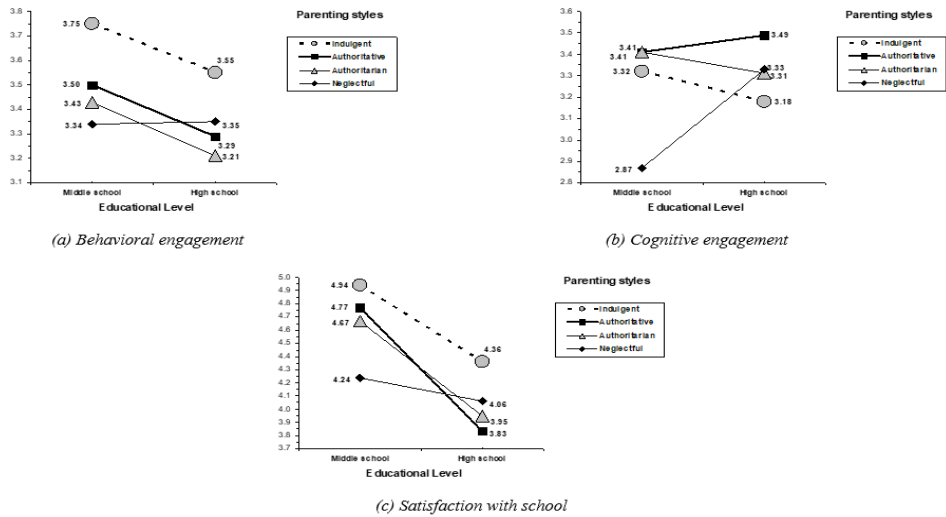 3.8
3.7
3.6
3.5
3.4
3.3
3.2
3.1
3.75
3.50
3.43
3.34
3.55
3.35
3.29
3.21
Middle school High school
Educational Level
Parenting styles
Indulgent
Authoritative
Authoritarian
Neglectful
(a) Behavioral engagement
3.6
3.5
3.4
3.3
3.2
3.1
3.0
2.9
2.8
3.41
3.41
3.32
2.87
3.49
3.33
3.31
3.18
Middle school High school
Educational Level
Parenting styles
Indulgent
Authoritative
Authoritarian
Neglectful
(b) Cognitive engagement
5.0
4.9
4.8
4.7
4.6
4.5
4.4
4.3
4.2
4.1
4.0
3.9
3.8
3.7
4.94
4.77
4.67
4.24
4.36
4.06
3.95
3.83
Middle school High school
Educational Level
Parenting styles
Indulgent
Authoritative
Authoritarian
Neglectful
(c) Satisfaction with school